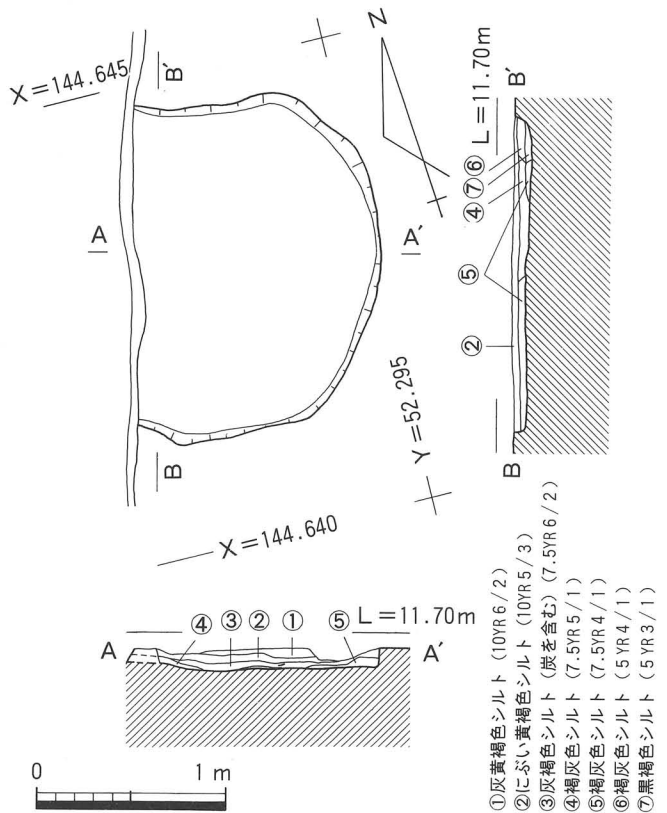 X=144.645
B′
N
A
A′
B
Y=52.295
X=144.640
L=11.70m
B′
⑥
⑦
④
⑤
②
B
L=11.70m
A
④
③
②
①
⑤
A′
0
1 m
①灰黄褐色シルト (10YR6/2)
②にぶい黄褐色シルト (10YR5/3)
③灰褐色シルト (炭を含む) (7.5YR6/2)
④褐灰色シルト (7.5YR5/1)
⑤褐灰色シルト (7.5YR4/1)
⑥褐灰色シルト (5YR4/1)
⑦黒褐色シルト (5YR3/1)